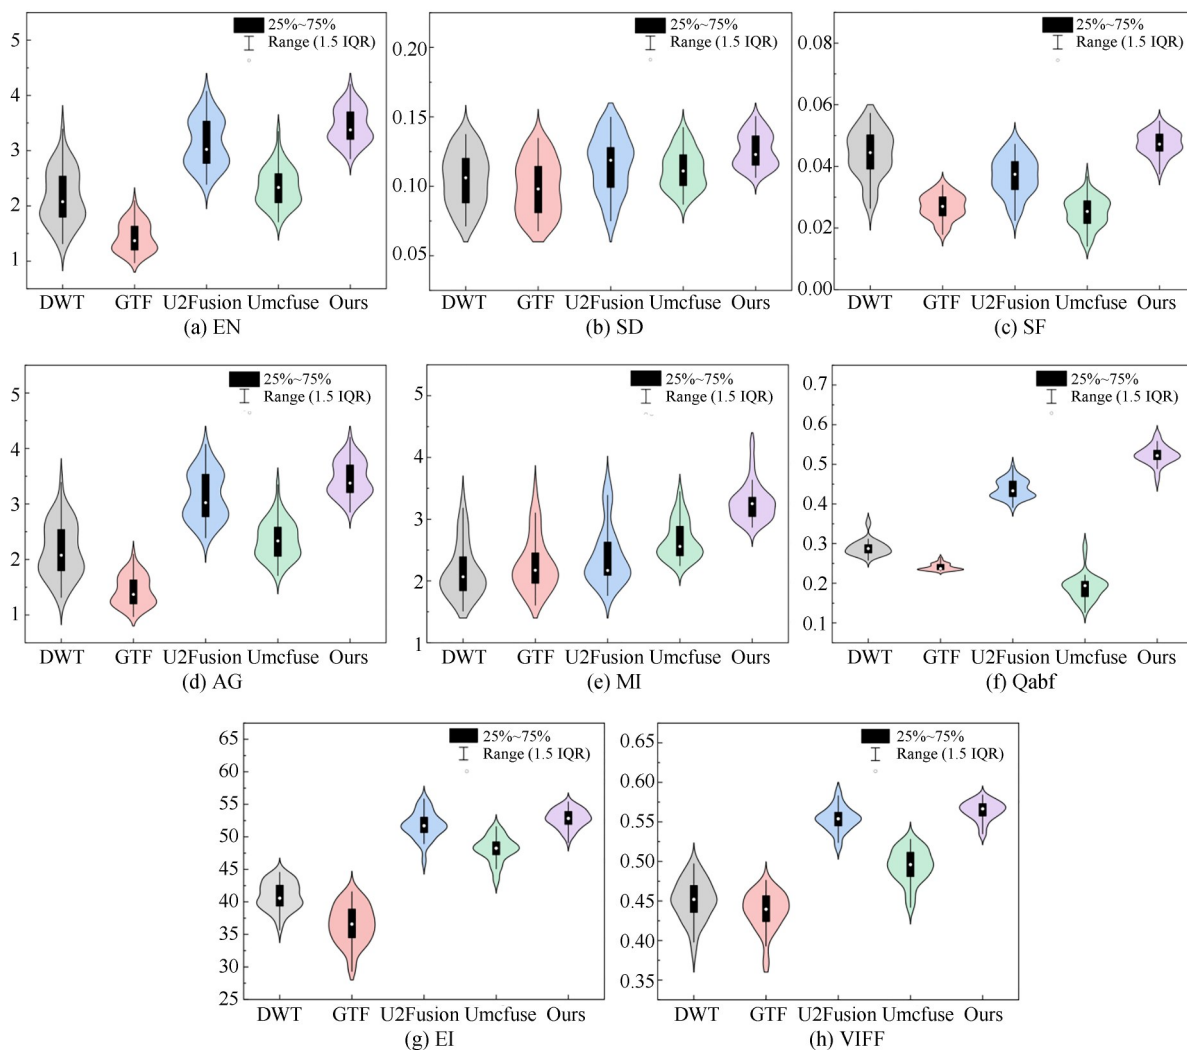 25%~75%
Range (1.5 IQR)
5
4
3
2
1
DWT GTF U2Fusion Umcfuse Ours
(a) EN
25%~75%
Range (1.5 IQR)
0.20
0.15
0.10
0.05
DWT GTF U2Fusion Umcfuse Ours
(b) SD
25%~75%
Range (1.5 IQR)
0.08
0.06
0.04
0.02
0.00
DWT GTF U2Fusion Umcfuse Ours
(c) SF
25%~75%
Range (1.5 IQR)
5
4
3
2
1
DWT GTF U2Fusion Umcfuse Ours
(d) AG
25%~75%
Range (1.5 IQR)
5
4
3
2
1
DWT GTF U2Fusion Umcfuse Ours
(e) MI
25%~75%
Range (1.5 IQR)
0.7
0.6
0.5
0.4
0.3
0.2
0.1
DWT GTF U2Fusion Umcfuse Ours
(f) Qabf
25%~75%
Range (1.5 IQR)
65
60
55
50
45
40
35
30
25
DWT GTF U2Fusion Umcfuse Ours
(g) EI
25%~75%
Range (1.5 IQR)
0.65
0.60
0.55
0.50
0.45
0.40
0.35
DWT GTF U2Fusion Umcfuse Ours
(h) VIFF